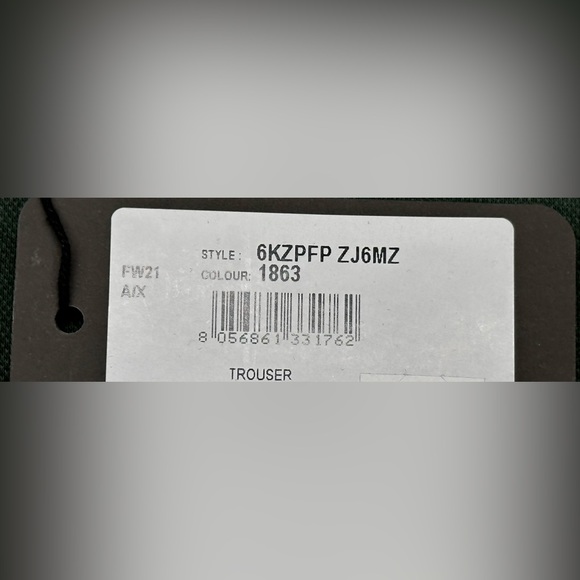 STYLE: 6KZPFP ZJ6MZ
FW21 COLOUR: 1863
A/X
8 056861 331762
TROUSER